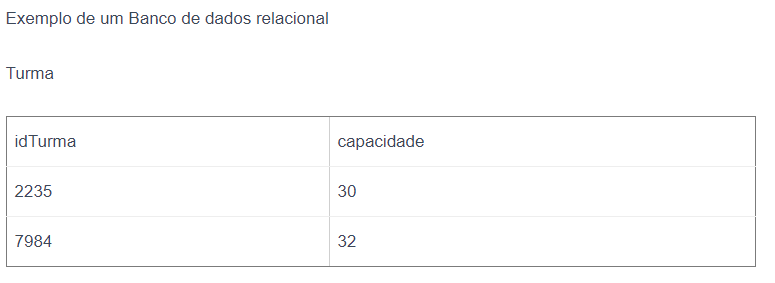 Exemplo de um Banco de dados relacional
Turma
idTurma capacidade
2235 30
7984 32